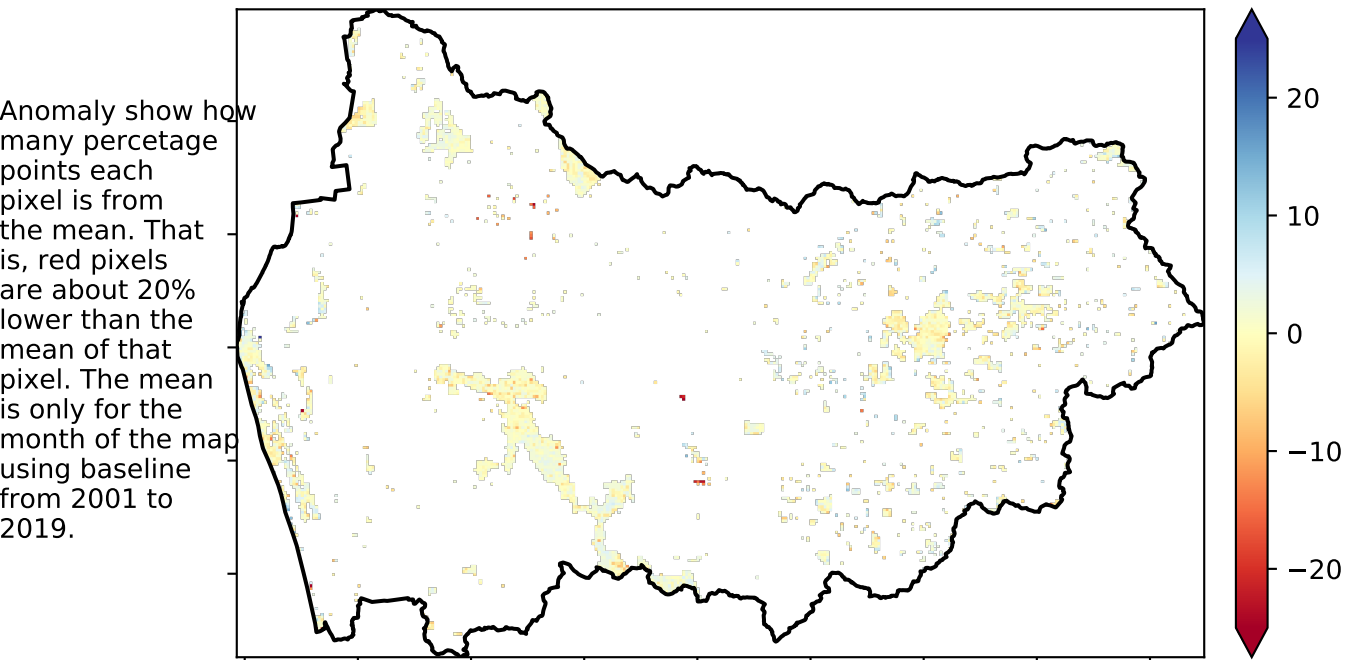 Anomaly show how
many percetage
points each
pixel is from
the mean. That
is, red pixels
are about 20%
lower than the
mean of that
pixel. The mean
is only for the
month of the map
using baseline
from 2001 to
2019.
20
10
0
−10
−20